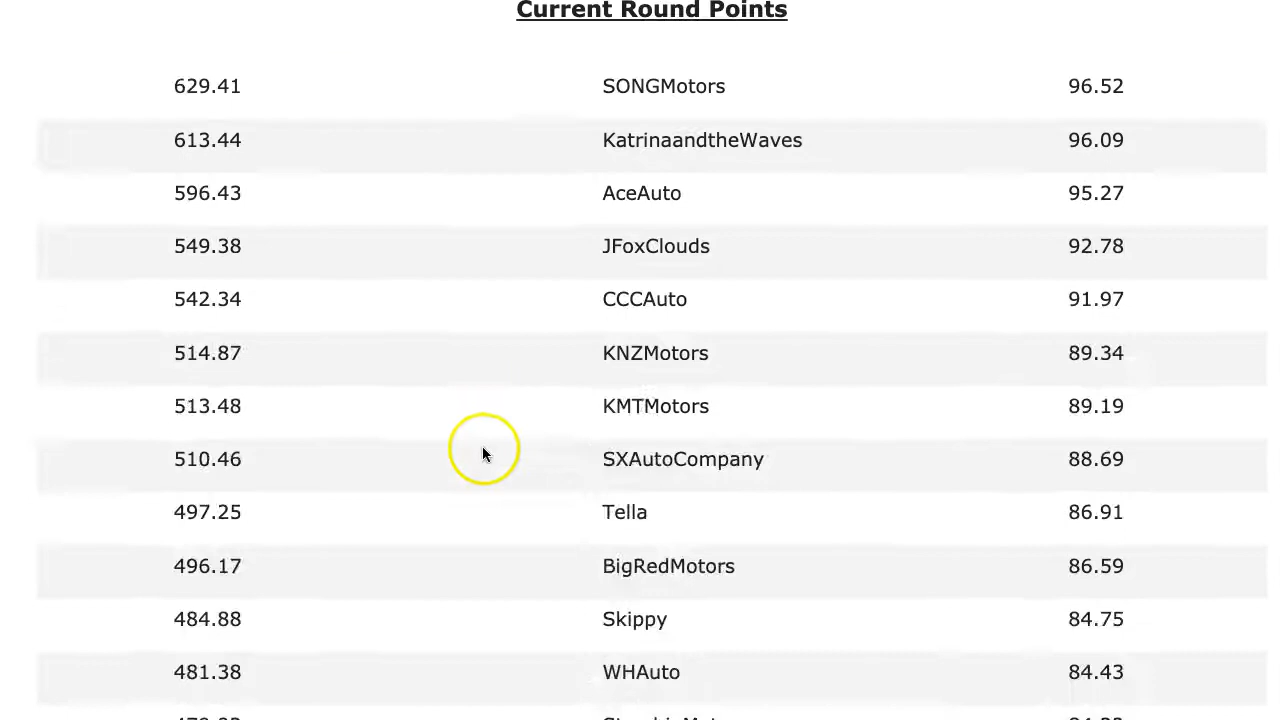 Current Round Points
629.41 SONGMotors 96.52
613.44 KatrinaandtheWaves 96.09
596.43 AceAuto 95.27
549.38 JFoxClouds 92.78
542.34 CCCAuto 91.97
514.87 KNZMotors 89.34
513.48 KMTMotors 89.19
510.46 SXAutoCompany 88.69
497.25 Tella 86.91
496.17 BigRedMotors 86.59
484.88 Skippy 84.75
481.38 WHAuto 84.43